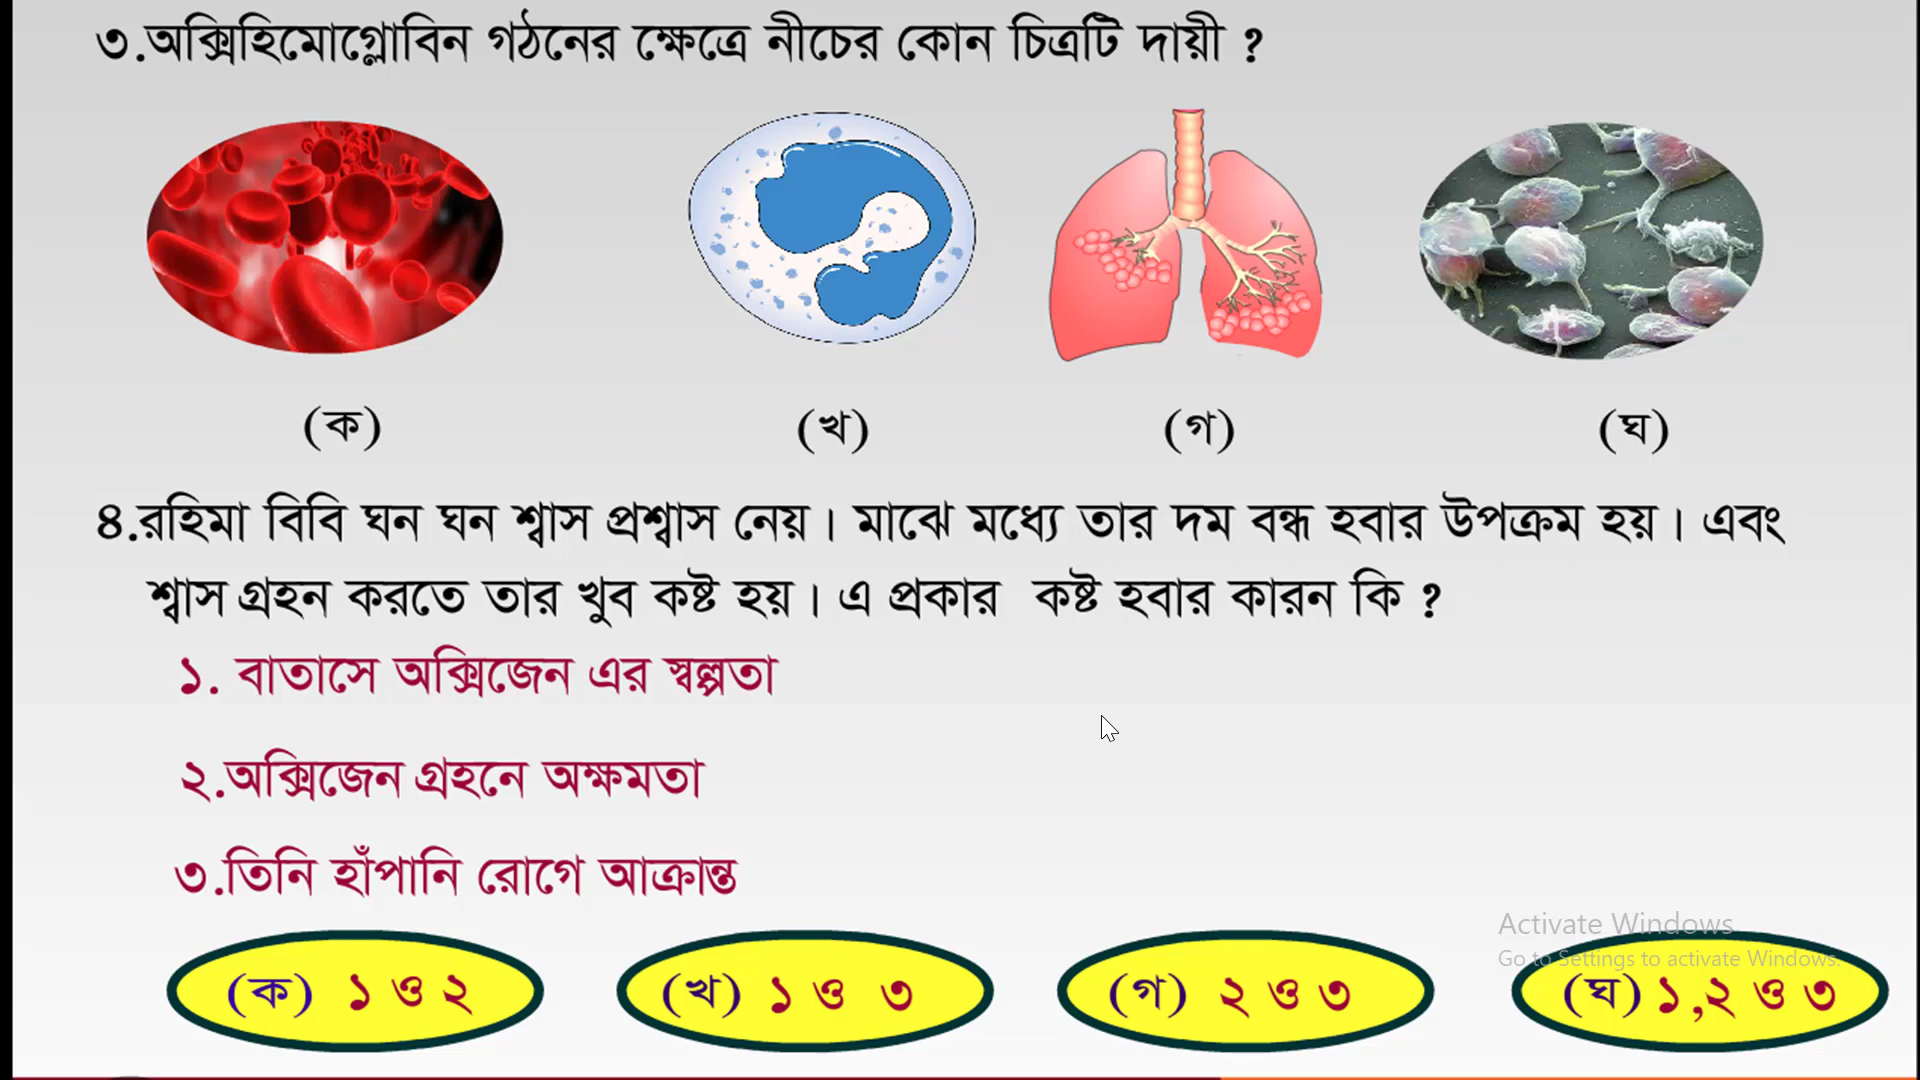 ৩.অক্সিহিমোগ্লোবিন গঠনের ক্ষেত্রে নীচের কোন চিত্রটি দায়ী ?
(ক) (খ) (গ) (ঘ)
৪.রহিমা বিবি ঘন ঘন শ্বাস প্রশ্বাস নেয়। মাঝে মধ্যে তার দম বন্ধ হবার উপক্রম হয়। এবং
শ্বাস গ্রহন করতে তার খুব কষ্ট হয়। এ প্রকার কষ্ট হবার কারন কি ?
১. বাতাসে অক্সিজেন এর স্বল্পতা
২.অক্সিজেন গ্রহনে অক্ষমতা
৩.তিনি হাঁপানি রোগে আক্রান্ত
Activate Windows
Go to Settings to activate Windows.
(ক) ১ ও ২ (খ) ১ ও ৩ (গ) ২ ও ৩ (ঘ) ১,২ ও ৩